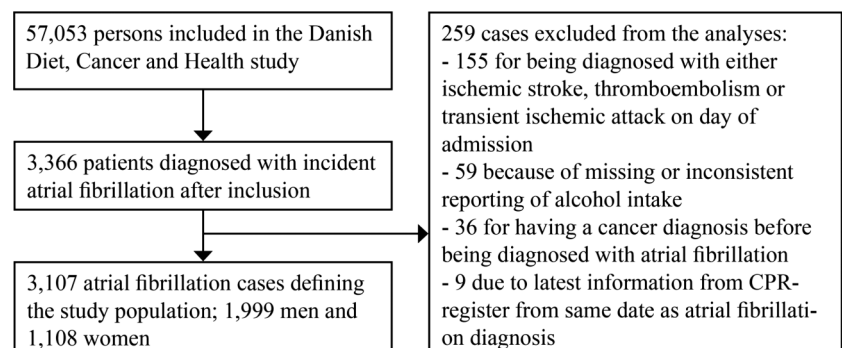 57,053 persons included in the Danish
Diet, Cancer and Health study
3,366 patients diagnosed with incident
atrial fibrillation after inclusion
3,107 atrial fibrillation cases defining
the study population; 1,999 men and
1,108 women
259 cases excluded from the analyses:
- 155 for being diagnosed with either
ischemic stroke, thromboembolism or
transient ischemic attack on day of
admission
- 59 because of missing or inconsistent
reporting of alcohol intake
- 36 for having a cancer diagnosis before
being diagnosed with atrial fibrillation
- 9 due to latest information from CPR-
register from same date as atrial fibrillati-
on diagnosis